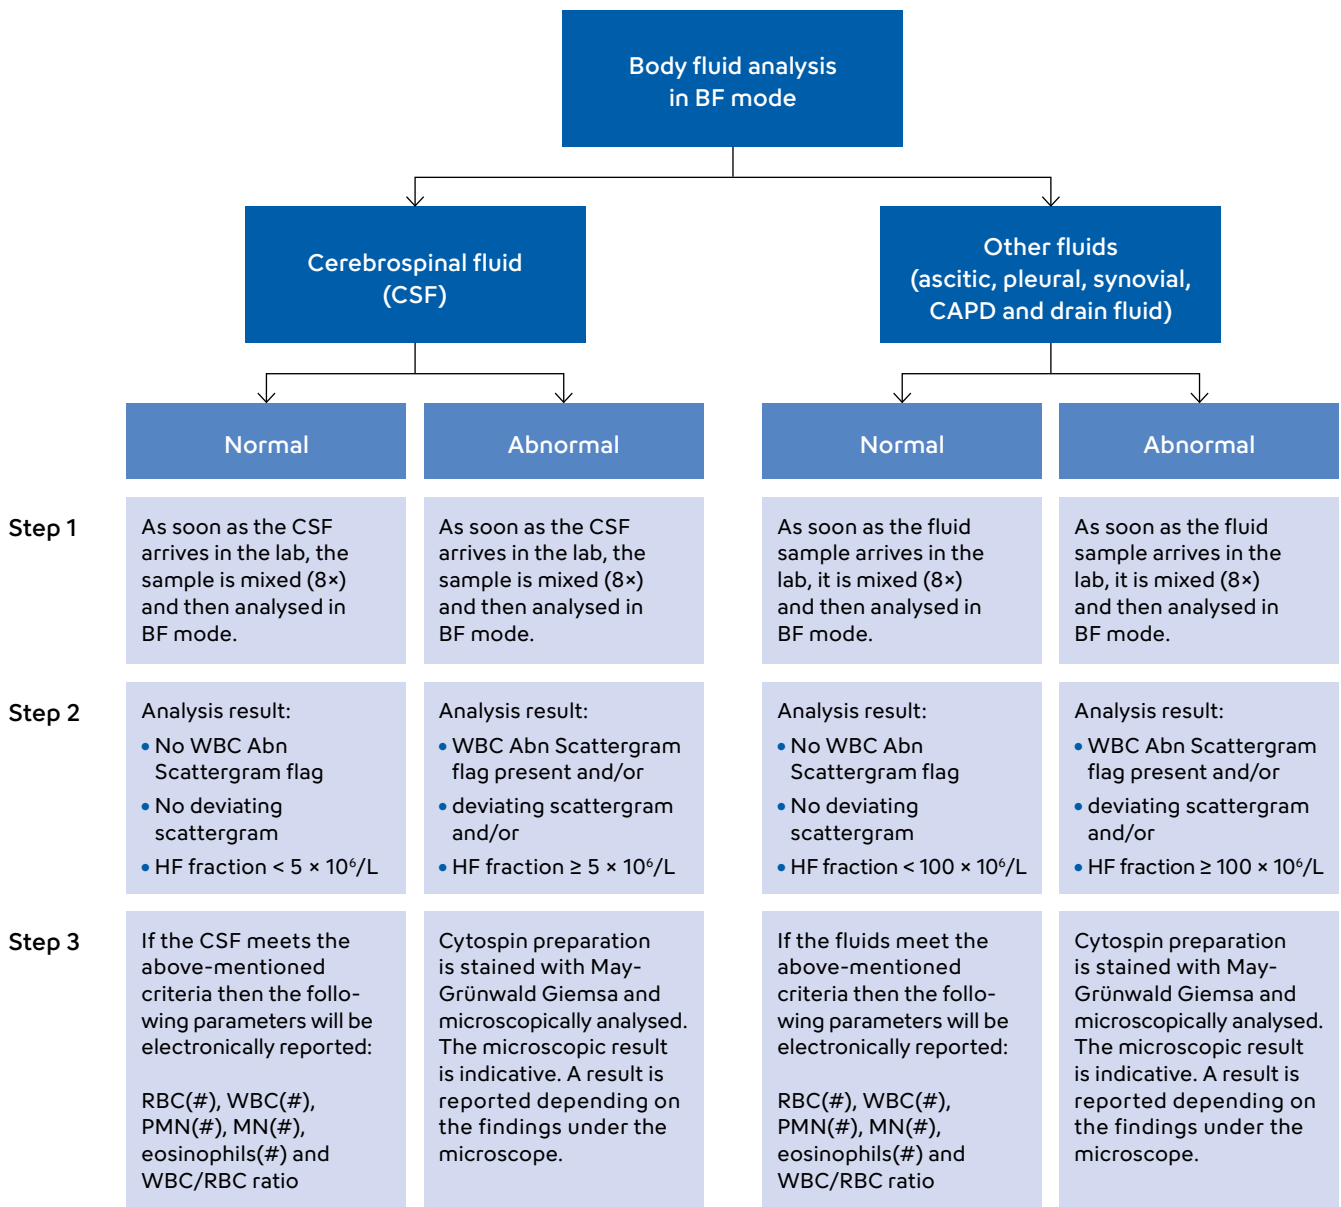 Body fluid analysis
in BF mode
Cerebrospinal fluid
(CSF)
Other fluids
(ascitic, pleural, synovial,
CAPD and drain fluid)
Normal
Abnormal
Normal
Abnormal
Step 1
As soon as the CSF
arrives in the lab, the
sample is mixed (8×)
and then analysed in
BF mode.
As soon as the CSF
arrives in the lab, the
sample is mixed (8×)
and then analysed in
BF mode.
As soon as the fluid
sample arrives in the
lab, it is mixed (8×)
and then analysed in
BF mode.
As soon as the fluid
sample arrives in the
lab, it is mixed (8×)
and then analysed in
BF mode.
Step 2
Analysis result:
• No WBC Abn
Scattergram flag
• No deviating
scattergram
• HF fraction < 5 × 10⁶/L
Analysis result:
• WBC Abn Scattergram
flag present and/or
• deviating scattergram
and/or
• HF fraction ≥ 5 × 10⁶/L
Analysis result:
• No WBC Abn
Scattergram flag
• No deviating
scattergram
• HF fraction < 100 × 10⁶/L
Analysis result:
• WBC Abn Scattergram
flag present and/or
• deviating scattergram
and/or
• HF fraction ≥ 100 × 10⁶/L
Step 3
If the CSF meets the
above-mentioned
criteria then the follo-
wing parameters will be
electronically reported:
RBC(#), WBC(#),
PMN(#), MN(#),
eosinophils(#) and
WBC/RBC ratio
Cytospin preparation
is stained with May-
Grünwald Giemsa and
microscopically analysed.
The microscopic result
is indicative. A result is
reported depending on
the findings under the
microscope.
If the fluids meet the
above-mentioned
criteria then the follo-
wing parameters will be
electronically reported:
RBC(#), WBC(#),
PMN(#), MN(#),
eosinophils(#) and
WBC/RBC ratio
Cytospin preparation
is stained with May-
Grünwald Giemsa and
microscopically analysed.
The microscopic result
is indicative. A result is
reported depending on
the findings under the
microscope.